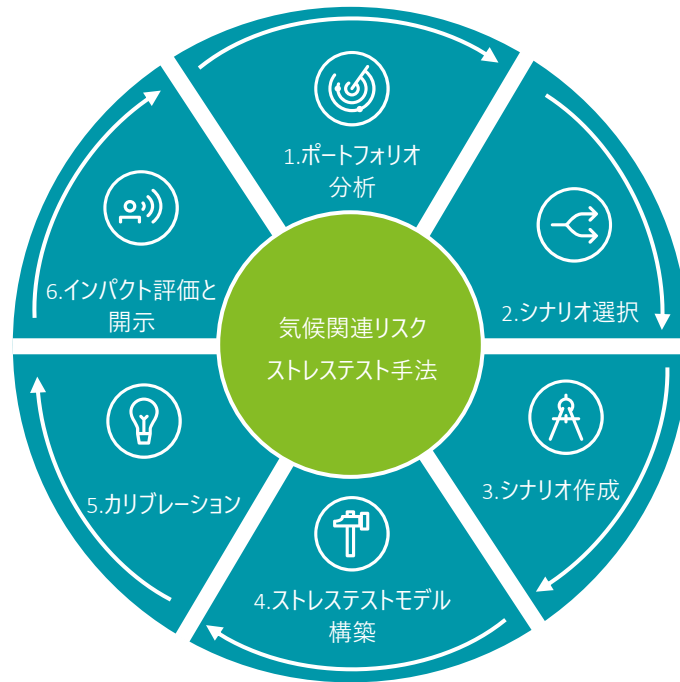 1.ポートフォリオ
分析
2.シナリオ選択
3.シナリオ作成
4.ストレステストモデル
構築
5.カリブレーション
6.インパクト評価と
開示
気候関連リスク
ストレステスト手法